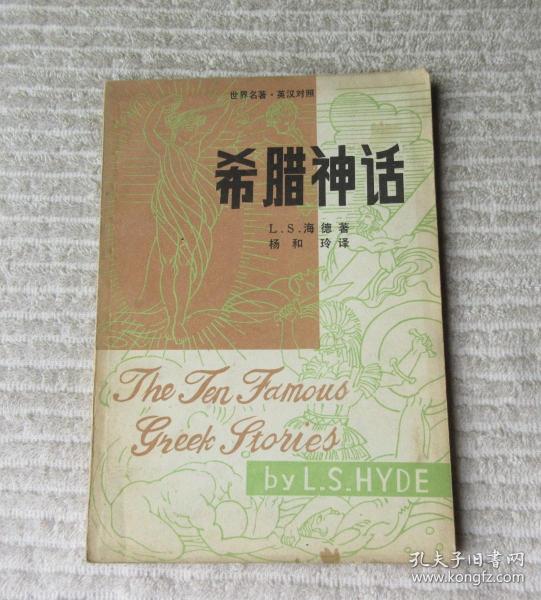 世界名著·英汉对照
希腊神话
L.S.海德著
杨和玲译
The Ten Famous
Greek Stories
by L.S.HYDE
孔夫子旧书网
www.kongfz.com